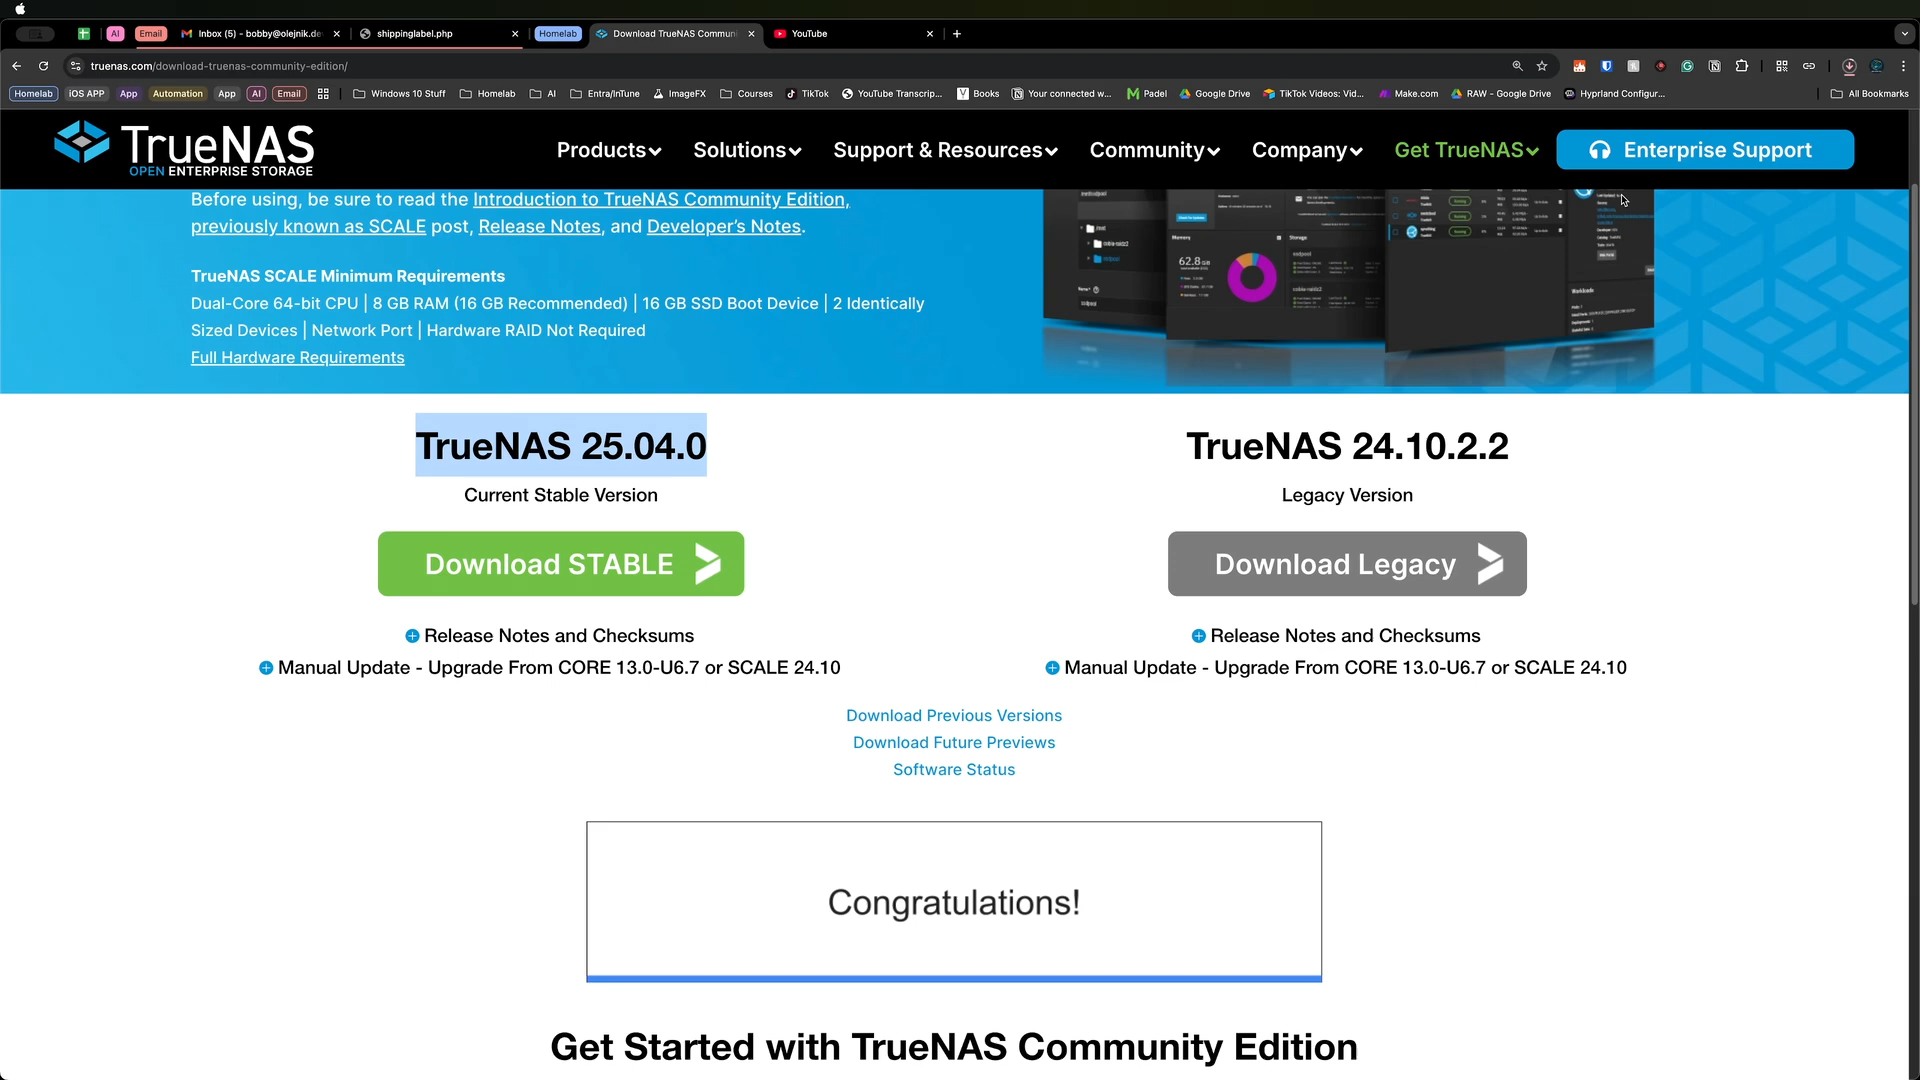 AI
Email
Inbox (5) - bobby@olejnik.de
shippinglabel.php
Homelab
Download TrueNAS Commun
YouTube
truenas.com/download-truenas-community-edition/
Homelab
iOS APP
App
Automation
App
AI
Email
Windows 10 Stuff
Homelab
AI
Entra/InTune
ImageFX
Courses
TikTok
YouTube Transcrip...
Books
Your connected w...
Padel
Google Drive
TikTok Videos: Vid...
Make.com
RAW - Google Drive
Hyprland Configur...
All Bookmarks
TrueNAS
OPEN ENTERPRISE STORAGE
Products
Solutions
Support & Resources
Community
Company
Get TrueNAS
Enterprise Support
Before using, be sure to read the Introduction to TrueNAS Community Edition,
previously known as SCALE post, Release Notes, and Developer’s Notes.
TrueNAS SCALE Minimum Requirements
Dual-Core 64-bit CPU | 8 GB RAM (16 GB Recommended) | 16 GB SSD Boot Device | 2 Identically
Sized Devices | Network Port | Hardware RAID Not Required
Full Hardware Requirements
Memory
62.8
Storage
TrueNAS 25.04.0
Current Stable Version
Download STABLE
Release Notes and Checksums
Manual Update - Upgrade From CORE 13.0-U6.7 or SCALE 24.10
TrueNAS 24.10.2.2
Legacy Version
Download Legacy
Release Notes and Checksums
Manual Update - Upgrade From CORE 13.0-U6.7 or SCALE 24.10
Download Previous Versions
Download Future Previews
Software Status
Congratulations!
Get Started with TrueNAS Community Edition